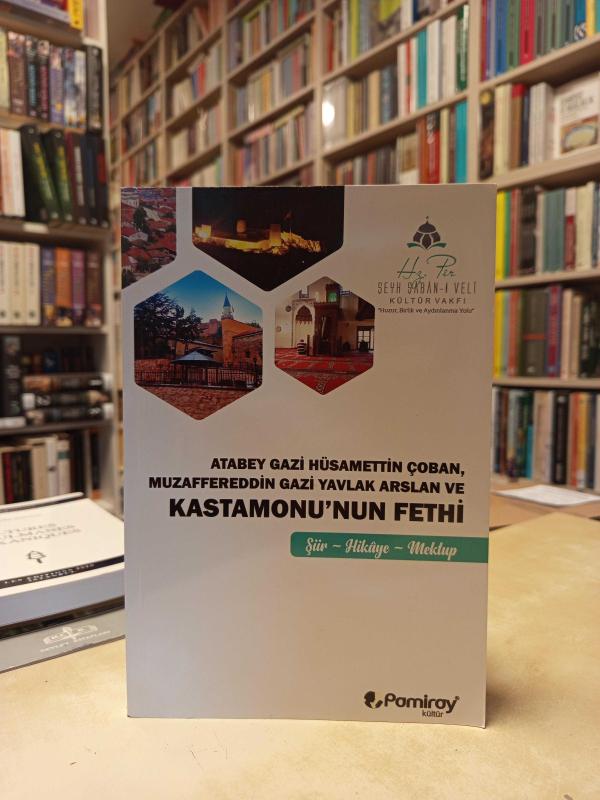 Hz. Pir
ŞEYH ŞABAN-I VELİ
KÜLTÜR VAKFI
"Huzur, Birlik ve Aydınlanma Yolu"
ATABEY GAZİ HÜSAMETTİN ÇOBAN,
MUZAFFEREDDİN GAZİ YAVLAK ARSLAN VE
KASTAMONU'NUN FETHİ
Şiir ~ Hikâye ~ Mektup
Pamiray
kültür